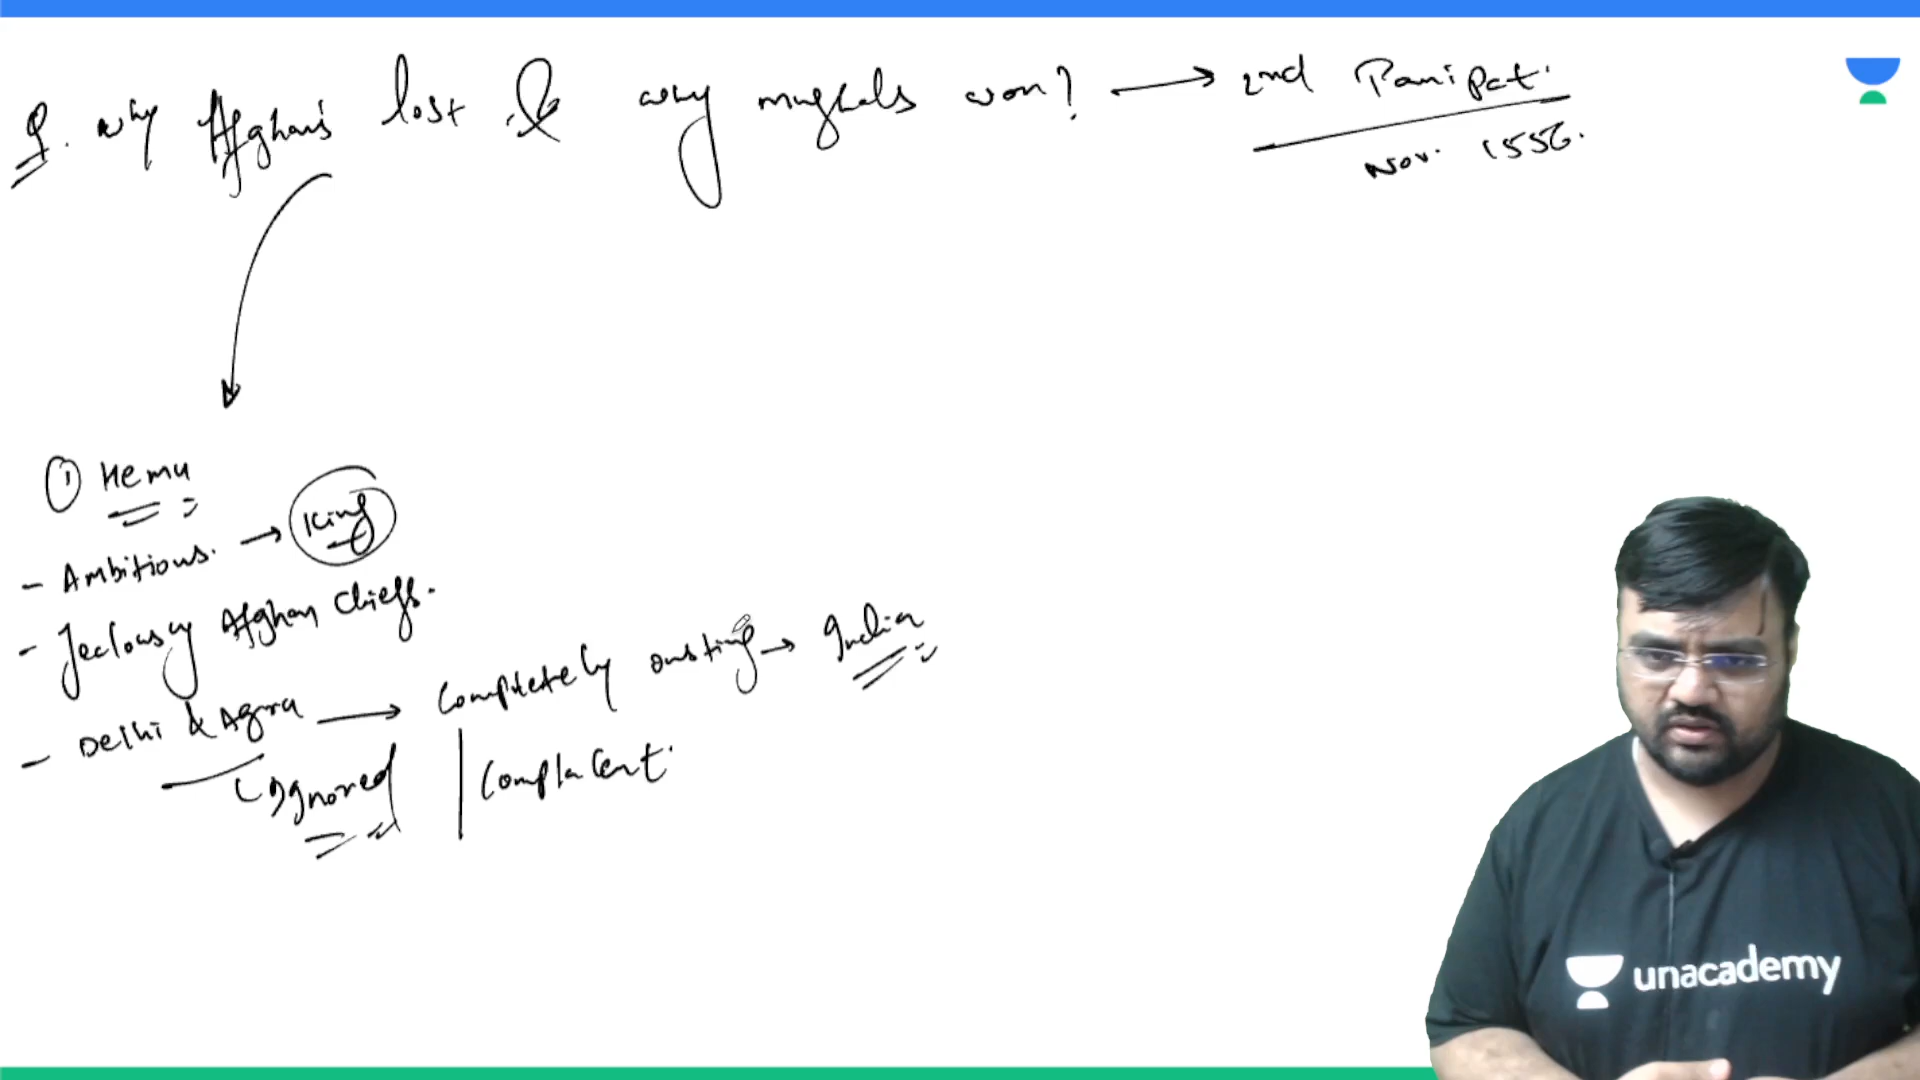 Q. why Afghans lost & why mughals won? → 2nd Panipat.
Nov. 1556.
① Hemu
- Ambitious. → King
- Jealousy Afghan chiefs.
- Delhi & Agra → Completely ousting → India
Ignored | Complacent.
unacademy